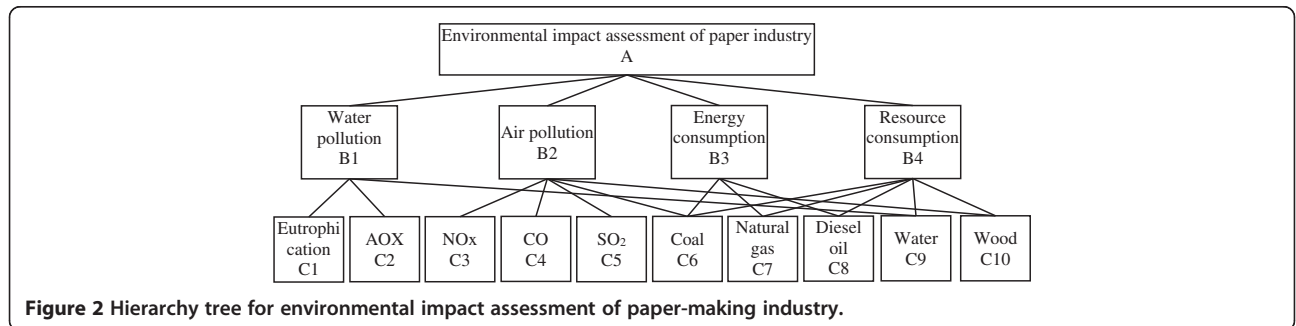 Environmental impact assessment of paper industry
A
Water
pollution
B1
Air pollution
B2
Energy
consumption
B3
Resource
consumption
B4
Eutrophi
cation
C1
AOX
C2
NOx
C3
CO
C4
SO₂
C5
Coal
C6
Natural
gas
C7
Diesel
oil
C8
Water
C9
Wood
C10
Figure 2 Hierarchy tree for environmental impact assessment of paper-making industry.